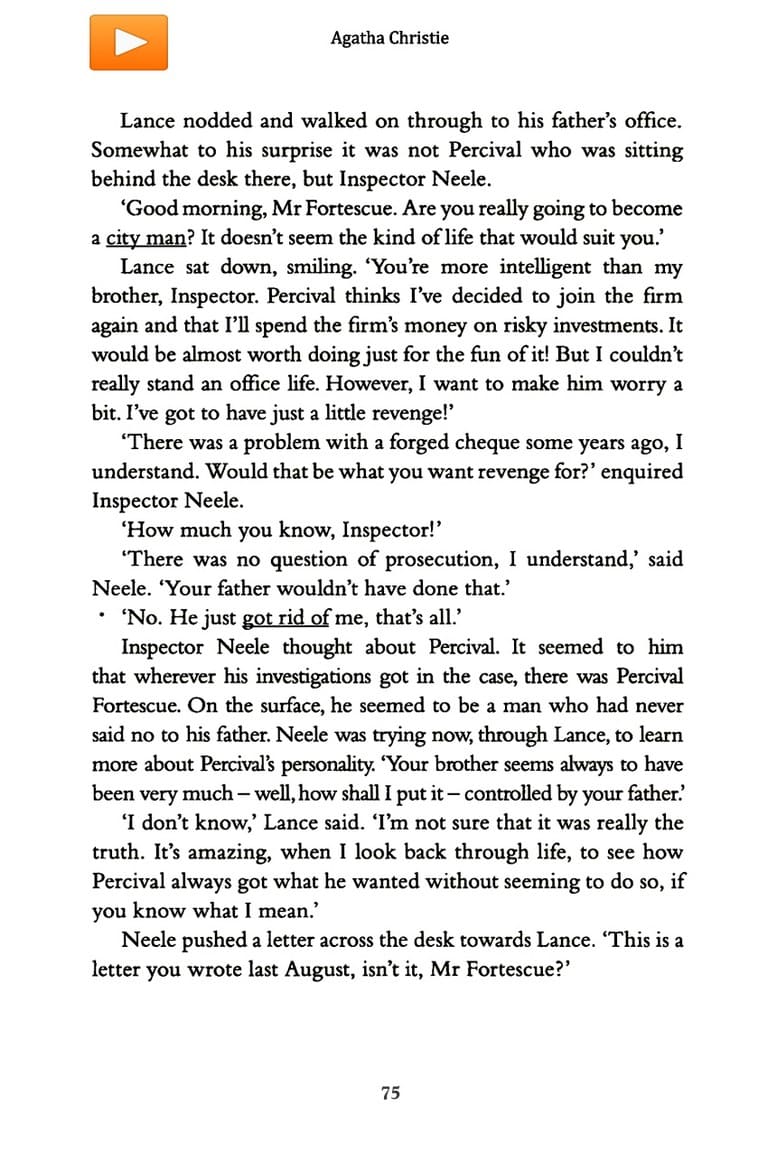 Agatha Christie
Lance nodded and walked on through to his father’s office.
Somewhat to his surprise it was not Percival who was sitting
behind the desk there, but Inspector Neele.
‘Good morning, Mr Fortescue. Are you really going to become
a city man? It doesn’t seem the kind of life that would suit you.’
Lance sat down, smiling. ‘You’re more intelligent than my
brother, Inspector. Percival thinks I’ve decided to join the firm
again and that I’ll spend the firm’s money on risky investments. It
would be almost worth doing just for the fun of it! But I couldn’t
really stand an office life. However, I want to make him worry a
bit. I’ve got to have just a little revenge!’
‘There was a problem with a forged cheque some years ago, I
understand. Would that be what you want revenge for?’ enquired
Inspector Neele.
‘How much you know, Inspector!’
‘There was no question of prosecution, I understand,’ said
Neele. ‘Your father wouldn’t have done that.’
‘No. He just got rid of me, that’s all.’
Inspector Neele thought about Percival. It seemed to him
that wherever his investigations got in the case, there was Percival
Fortescue. On the surface, he seemed to be a man who had never
said no to his father. Neele was trying now, through Lance, to learn
more about Percival’s personality. ‘Your brother seems always to have
been very much – well, how shall I put it – controlled by your father.’
‘I don’t know,’ Lance said. ‘I’m not sure that it was really the
truth. It’s amazing, when I look back through life, to see how
Percival always got what he wanted without seeming to do so, if
you know what I mean.’
Neele pushed a letter across the desk towards Lance. ‘This is a
letter you wrote last August, isn’t it, Mr Fortescue?’
75